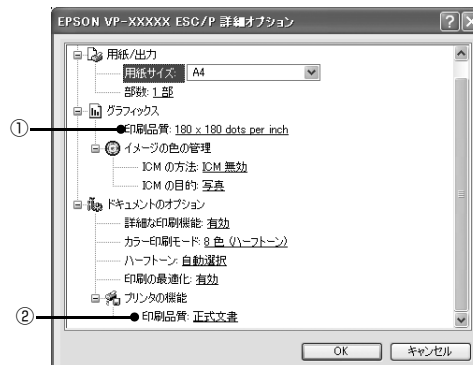 EPSON VP-XXXXX ESC/P 詳細オプション
用紙/出力
用紙サイズ: A4
部数: 1 部
グラフィックス
① 印刷品質: 180 x 180 dots per inch
イメージの色の管理
ICM の方法: ICM 無効
ICM の目的: 写真
ドキュメントのオプション
詳細な印刷機能: 有効
カラー印刷モード: 8 色 (ハーフトーン)
ハーフトーン: 自動選択
印刷の最適化: 有効
プリンタの機能
② 印刷品質: 正式文書
OK キャンセル